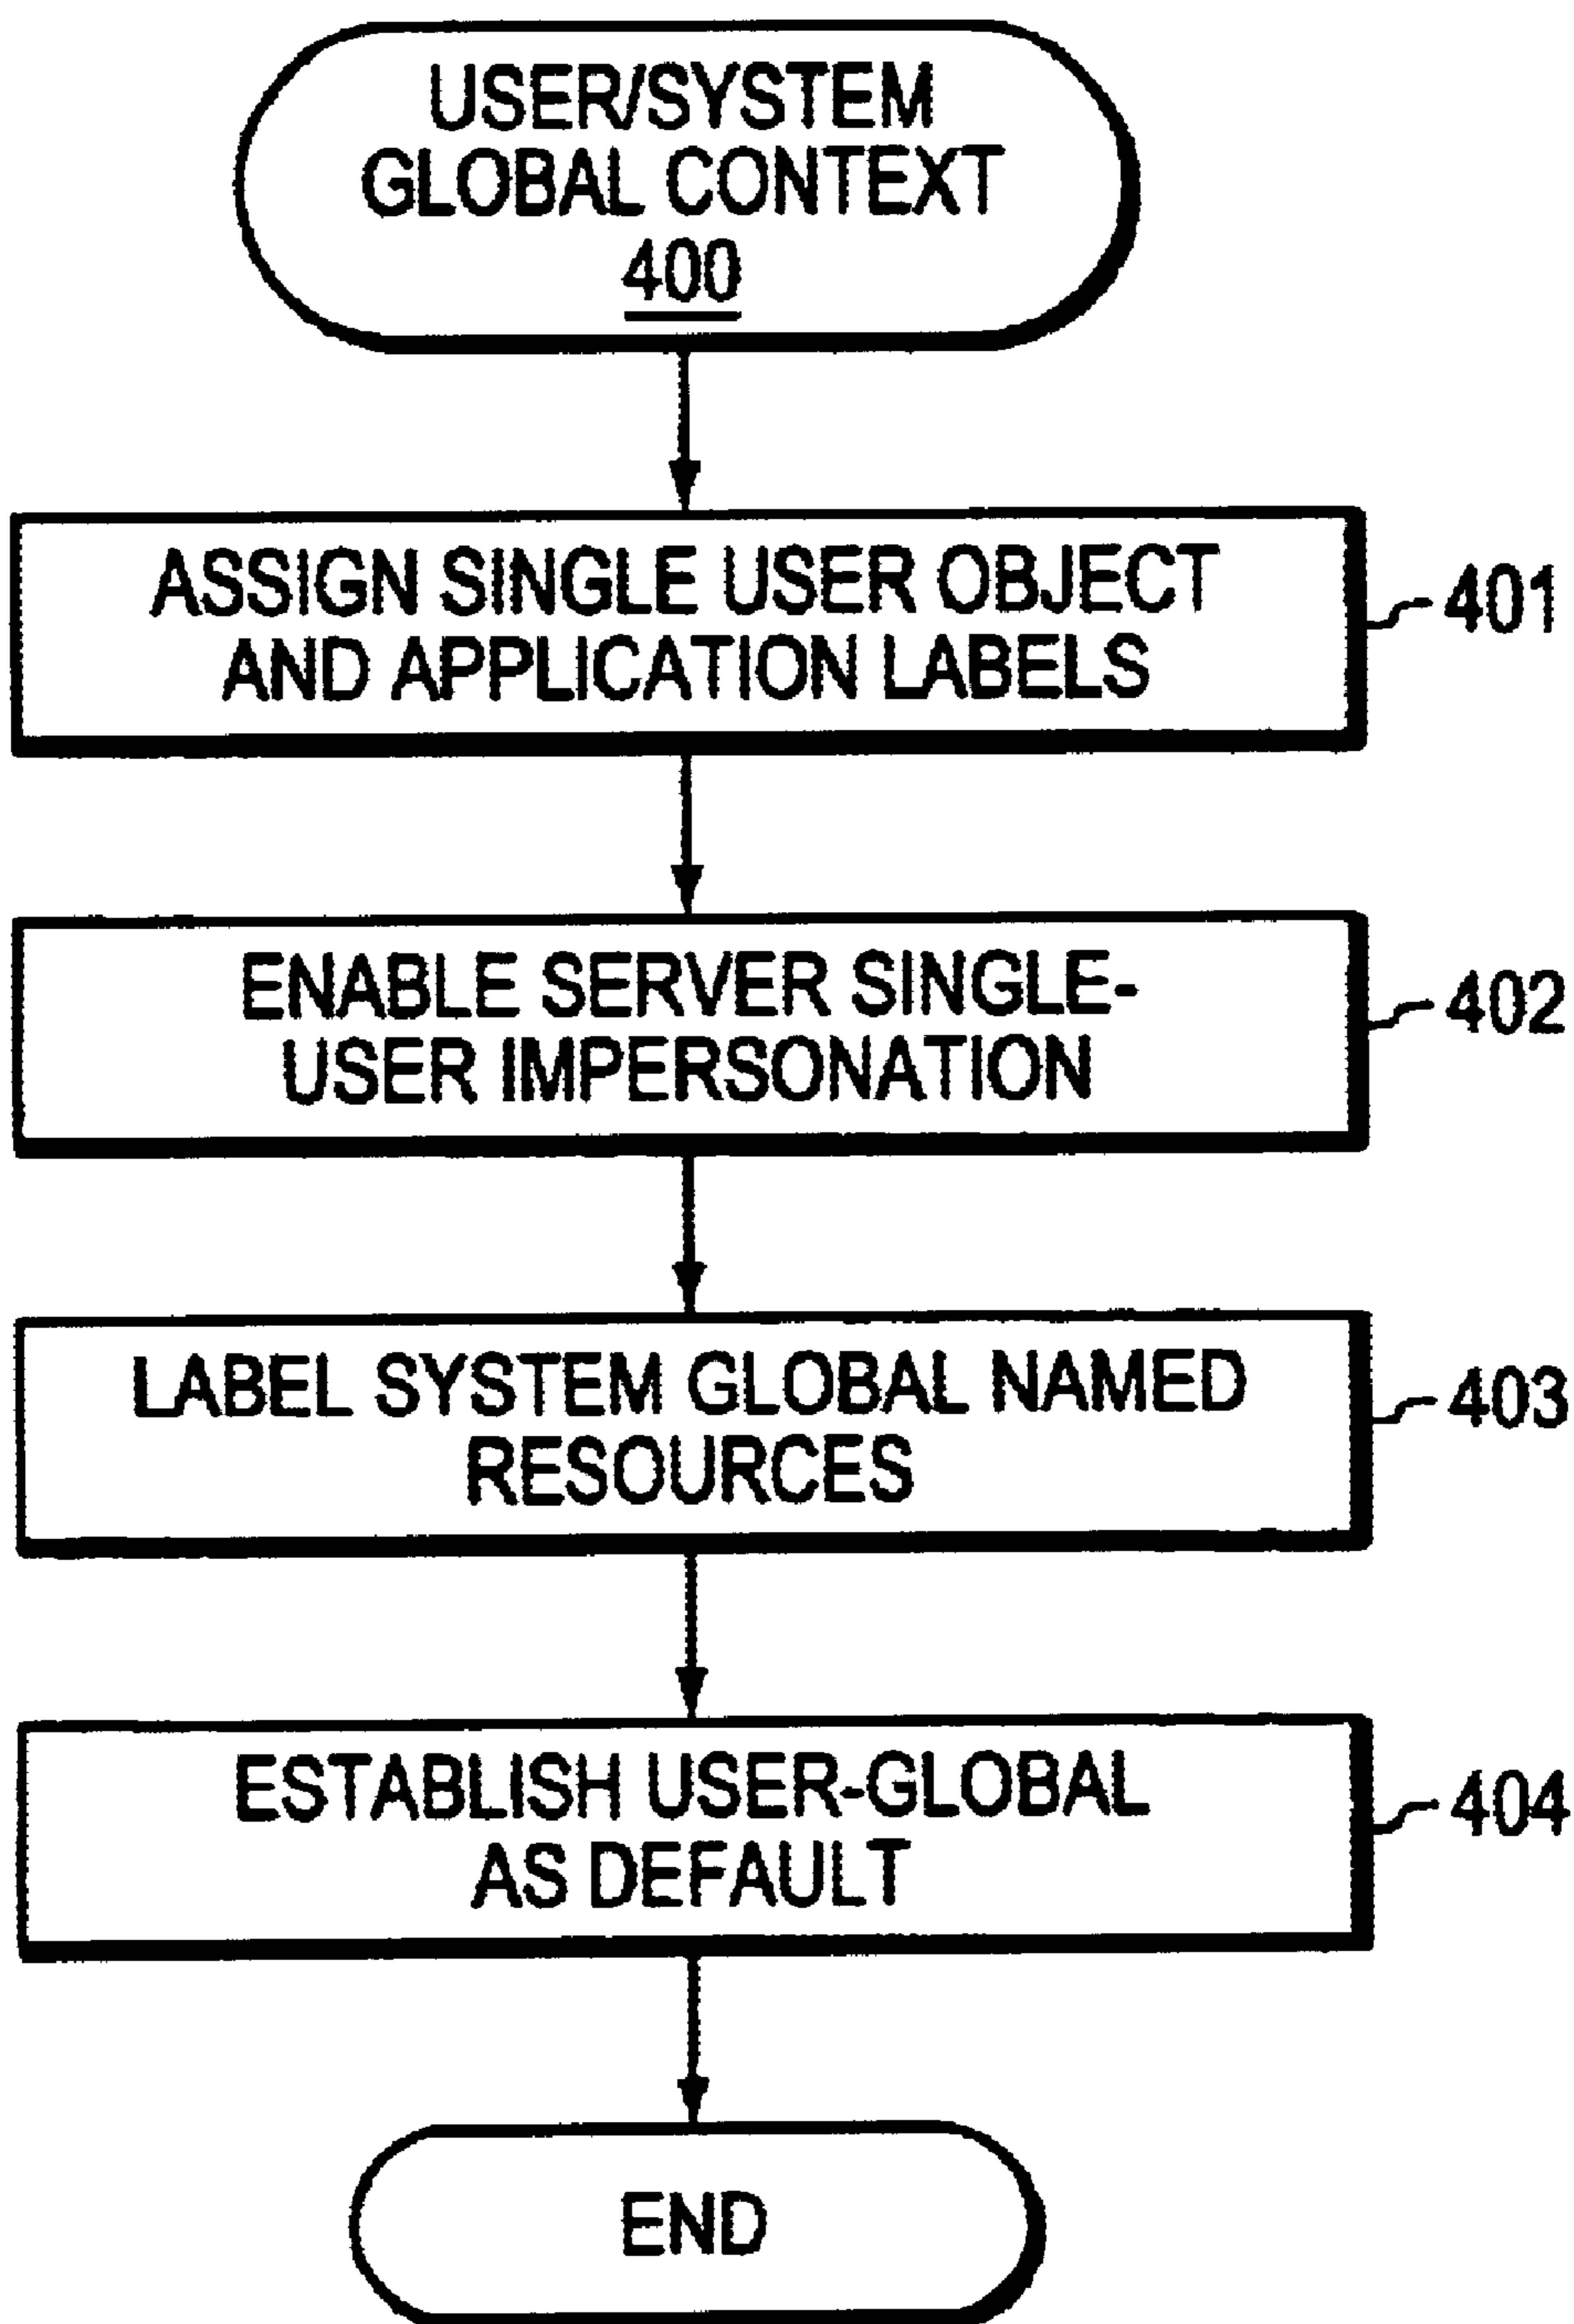 USER/SYSTEM
GLOBAL CONTEXT
400
ASSIGN SINGLE USER OBJECT
AND APPLICATION LABELS
401
ENABLE SERVER SINGLE-
USER IMPERSONATION
402
LABEL SYSTEM GLOBAL NAMED
RESOURCES
403
ESTABLISH USER-GLOBAL
AS DEFAULT
404
END